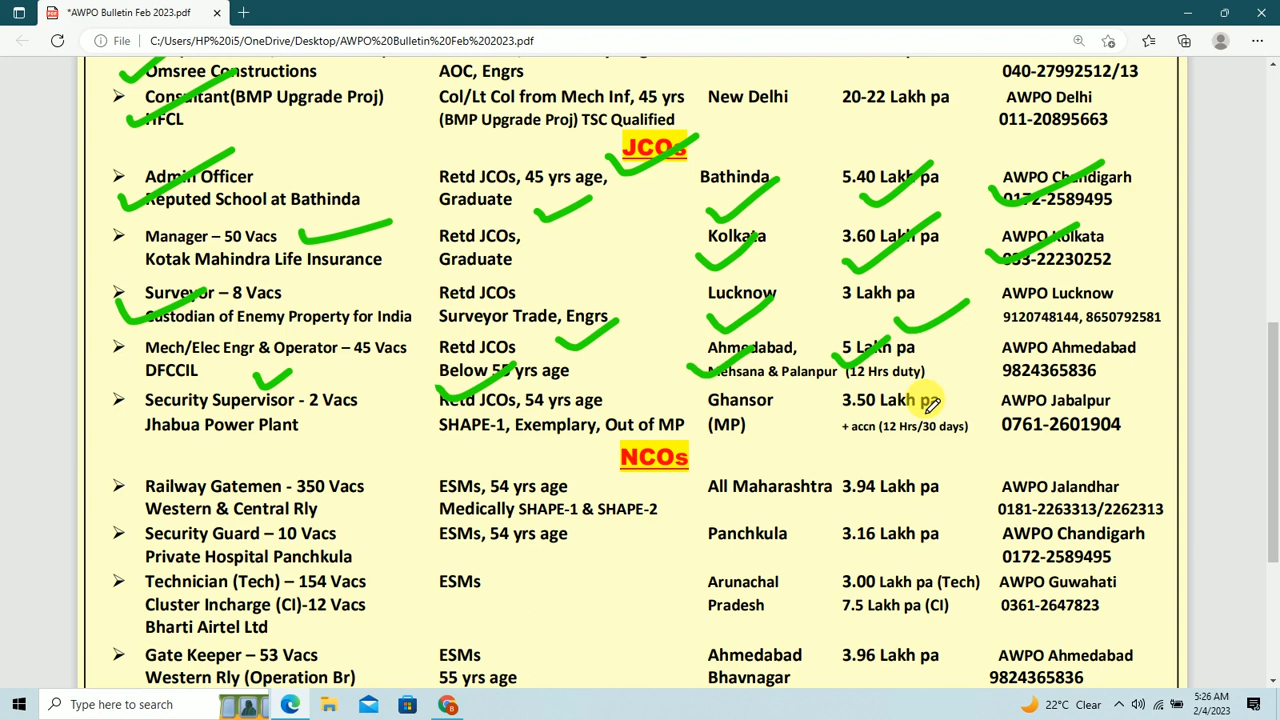 *AWPO Bulletin Feb 2023.pdf
File C:/Users/HP%20i5/OneDrive/Desktop/AWPO%20Bulletin%20Feb%202023.pdf
Omsree Constructions AOC, Engrs 040-27992512/13
Consultant(BMP Upgrade Proj) Col/Lt Col from Mech Inf, 45 yrs New Delhi 20-22 Lakh pa AWPO Delhi
HFCL (BMP Upgrade Proj) TSC Qualified 011-20895663
JCOs
Admin Officer Retd JCOs, 45 yrs age, Bathinda 5.40 Lakh pa AWPO Chandigarh
Reputed School at Bathinda Graduate 0172-2589495
Manager – 50 Vacs Retd JCOs, Kolkata 3.60 Lakh pa AWPO Kolkata
Kotak Mahindra Life Insurance Graduate 033-22230252
Surveyor – 8 Vacs Retd JCOs Lucknow 3 Lakh pa AWPO Lucknow
Custodian of Enemy Property for India Surveyor Trade, Engrs 9120748144, 8650792581
Mech/Elec Engr & Operator – 45 Vacs Retd JCOs Ahmedabad, 5 Lakh pa AWPO Ahmedabad
DFCCIL Below 55 yrs age Mehsana & Palanpur (12 Hrs duty) 9824365836
Security Supervisor - 2 Vacs Retd JCOs, 54 yrs age Ghansor 3.50 Lakh pa AWPO Jabalpur
Jhabua Power Plant SHAPE-1, Exemplary, Out of MP (MP) + accn (12 Hrs/30 days) 0761-2601904
NCOs
Railway Gatemen - 350 Vacs ESMs, 54 yrs age All Maharashtra 3.94 Lakh pa AWPO Jalandhar
Western & Central Rly Medically SHAPE-1 & SHAPE-2 0181-2263313/2262313
Security Guard – 10 Vacs ESMs, 54 yrs age Panchkula 3.16 Lakh pa AWPO Chandigarh
Private Hospital Panchkula 0172-2589495
Technician (Tech) – 154 Vacs ESMs Arunachal 3.00 Lakh pa (Tech) AWPO Guwahati
Cluster Incharge (CI)-12 Vacs Pradesh 7.5 Lakh pa (CI) 0361-2647823
Bharti Airtel Ltd
Gate Keeper – 53 Vacs ESMs Ahmedabad 3.96 Lakh pa AWPO Ahmedabad
Western Rly (Operation Br) 55 yrs age Bhavnagar 9824365836
Type here to search 22°C Clear 5:26 AM
2/4/2023